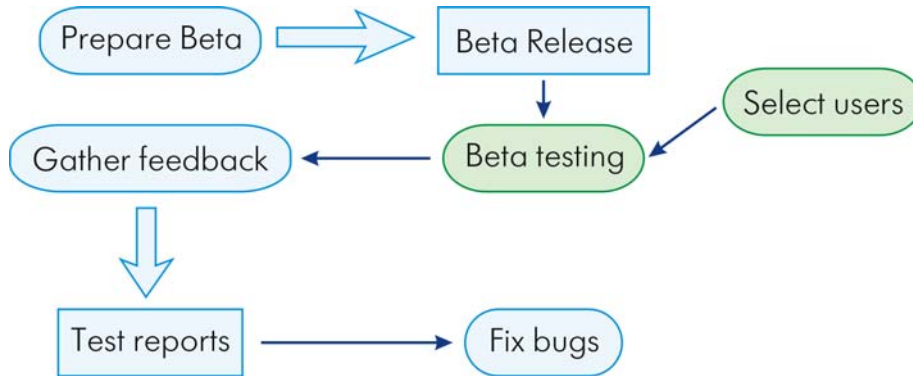 Prepare Beta
Beta Release
Select users
Beta testing
Gather feedback
Test reports
Fix bugs